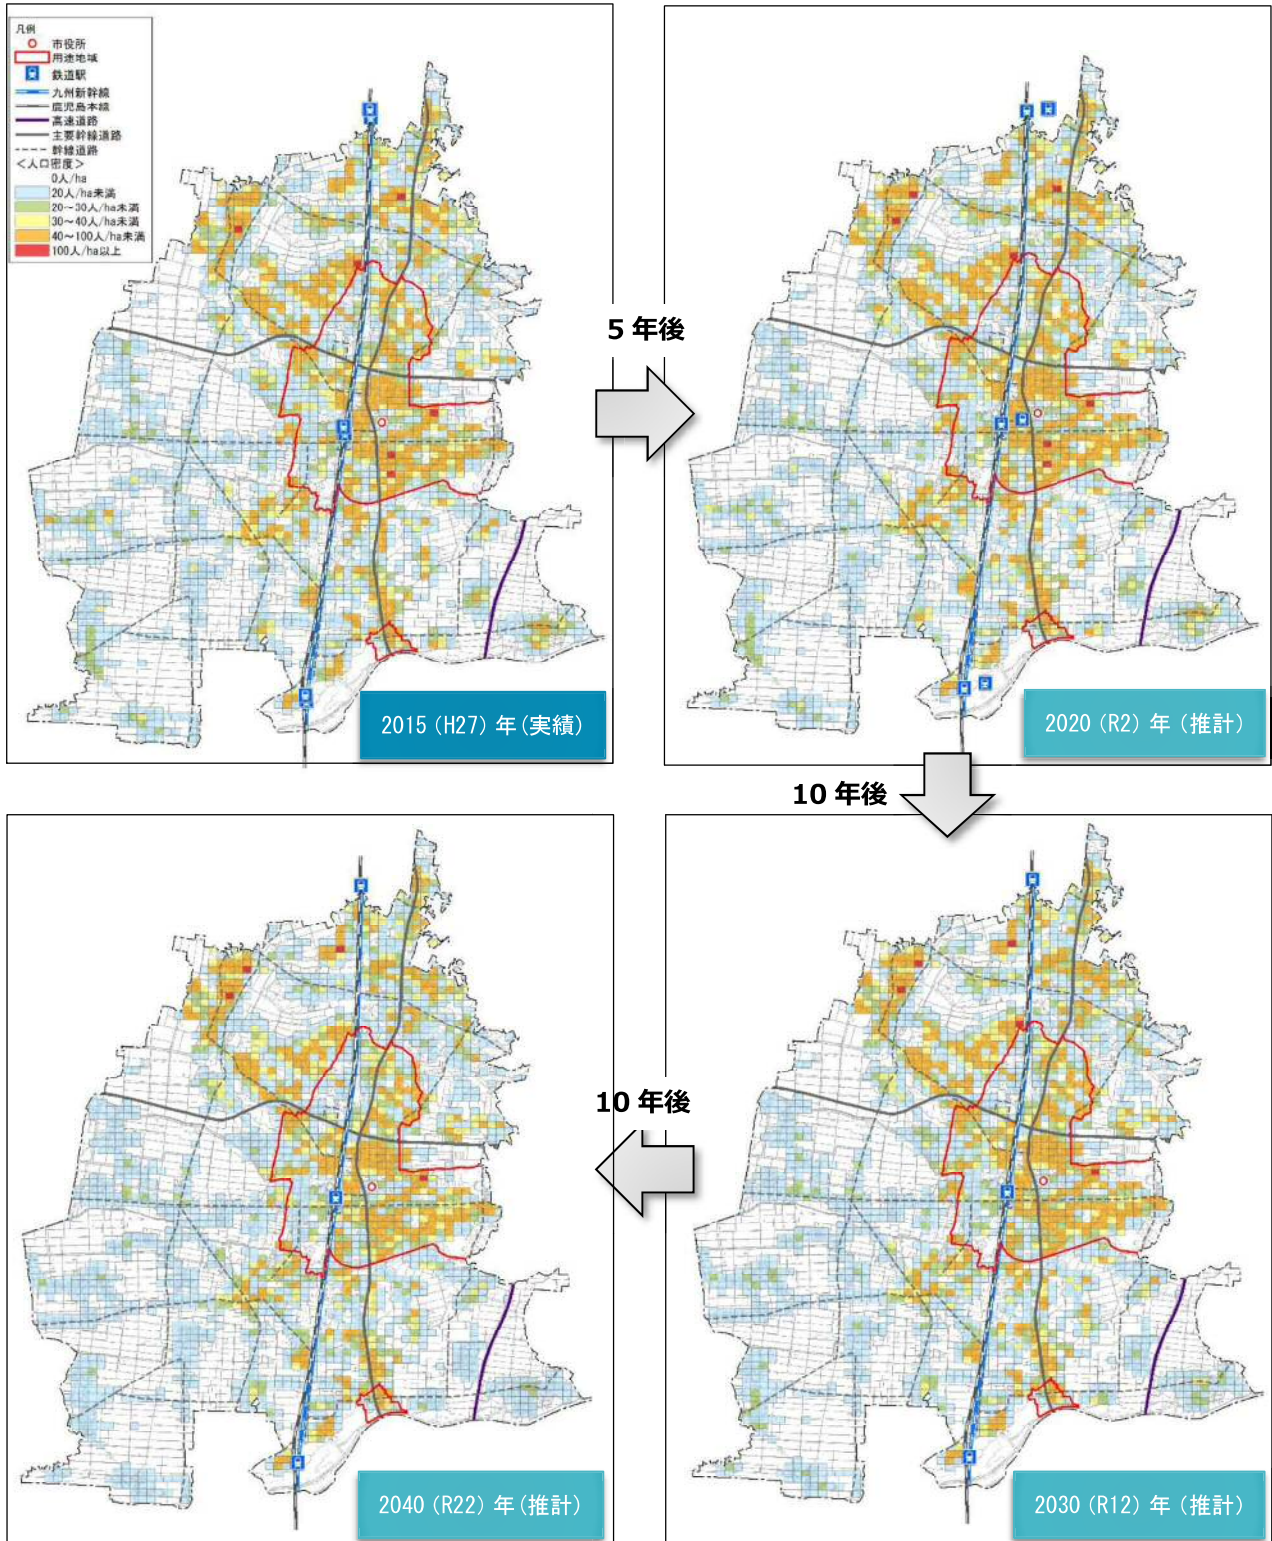 凡例
市役所
用途地域
鉄道駅
九州新幹線
鹿児島本線
高速道路
主要幹線道路
幹線道路
＜人口密度＞
0人/ha
20人/ha未満
20～30人/ha未満
30～40人/ha未満
40～100人/ha未満
100人/ha以上
2015（H27）年（実績）
5 年後
2020（R2）年（推計）
10 年後
10 年後
2040（R22）年（推計）
2030（R12）年（推計）